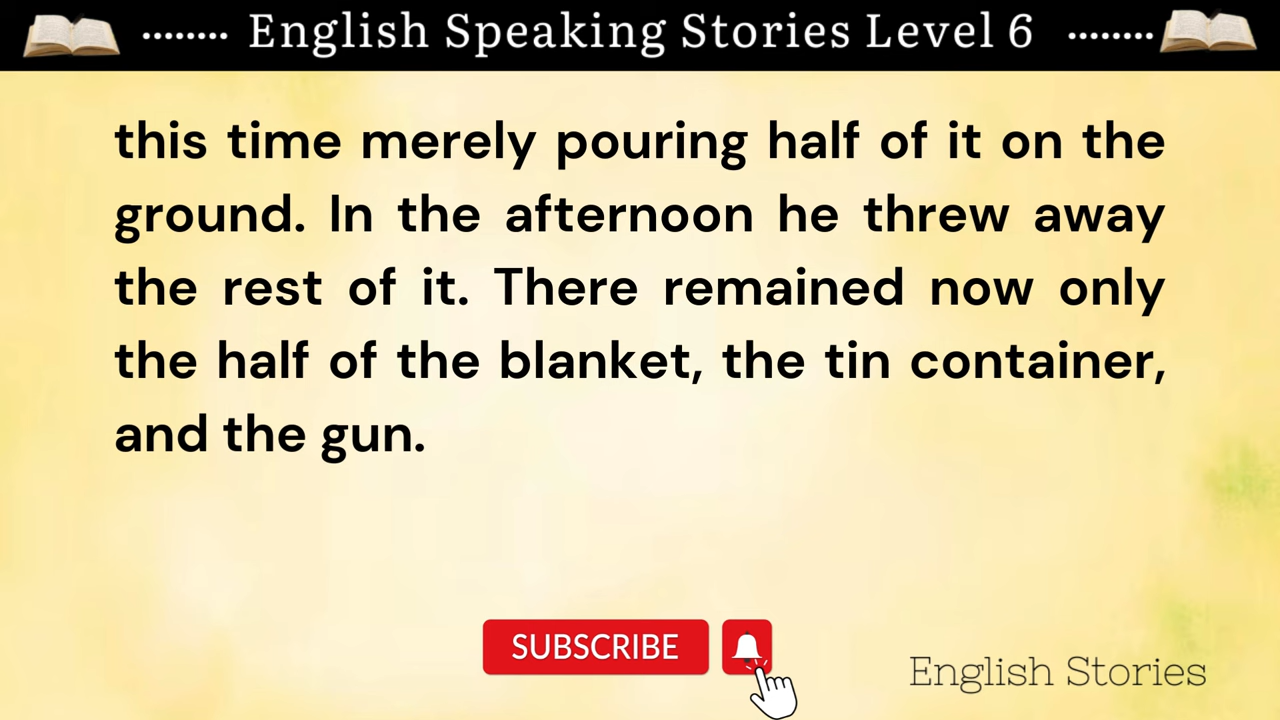 ........ English Speaking Stories Level 6 ........
this time merely pouring half of it on the
ground. In the afternoon he threw away
the rest of it. There remained now only
the half of the blanket, the tin container,
and the gun.
SUBSCRIBE
English Stories